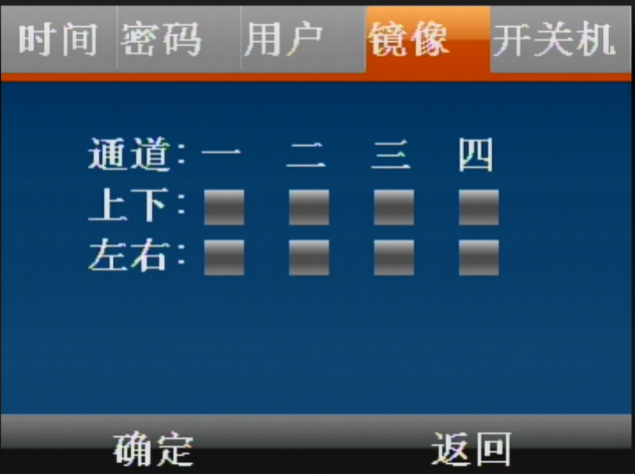 时间 密码 用户 镜像 开关机
通道: 一 二 三 四
上下:
左右:
确定 返回